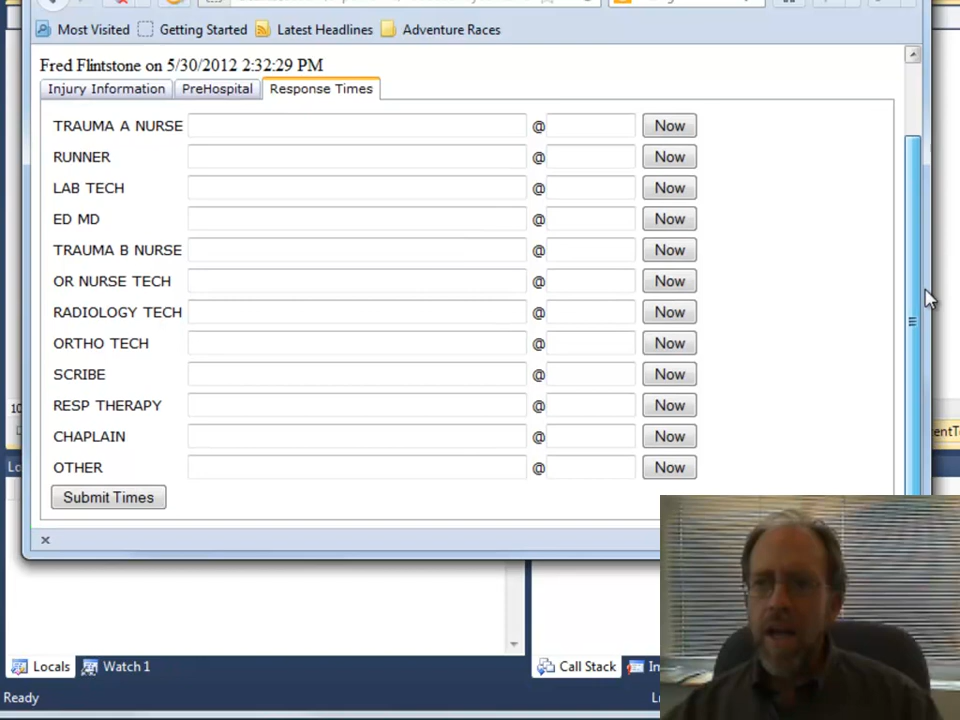 Most Visited Getting Started Latest Headlines Adventure Races
Fred Flintstone on 5/30/2012 2:32:29 PM
Injury Information PreHospital Response Times
TRAUMA A NURSE @ Now
RUNNER @ Now
LAB TECH @ Now
ED MD @ Now
TRAUMA B NURSE @ Now
OR NURSE TECH @ Now
RADIOLOGY TECH @ Now
ORTHO TECH @ Now
SCRIBE @ Now
RESP THERAPY @ Now
CHAPLAIN @ Now
OTHER @ Now
Submit Times
10
Lo
Locals Watch 1 Call Stack In
Ready